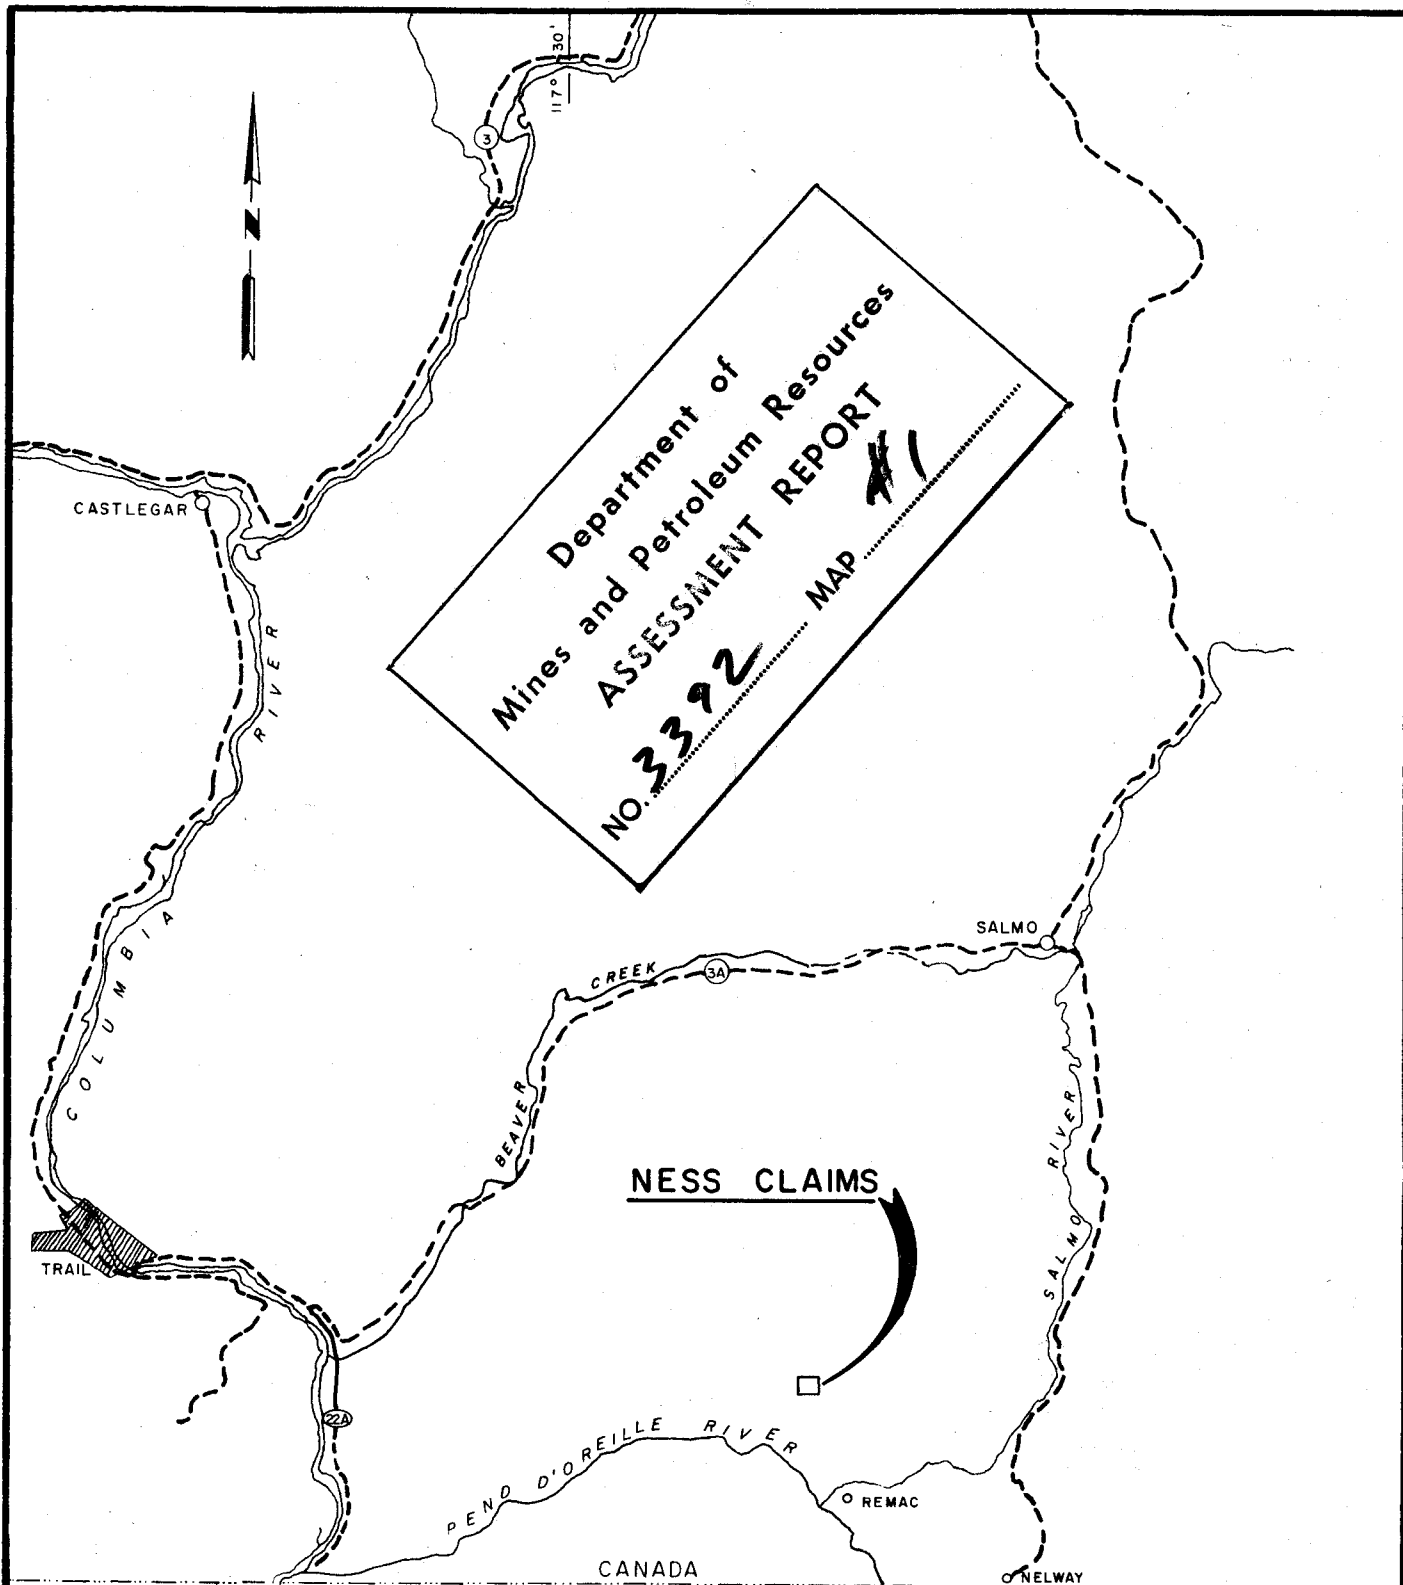 117° 30'
3
N
Department of
Mines and Petroleum Resources
ASSESSMENT REPORT
NO. 3392 MAP #1
CASTLEGAR
COLUMBIA RIVER
SALMO
BEAVER CREEK
3A
SALMO RIVER
NESS CLAIMS
TRAIL
22A
PEND D'OREILLE RIVER
REMAC
CANADA
NELWAY